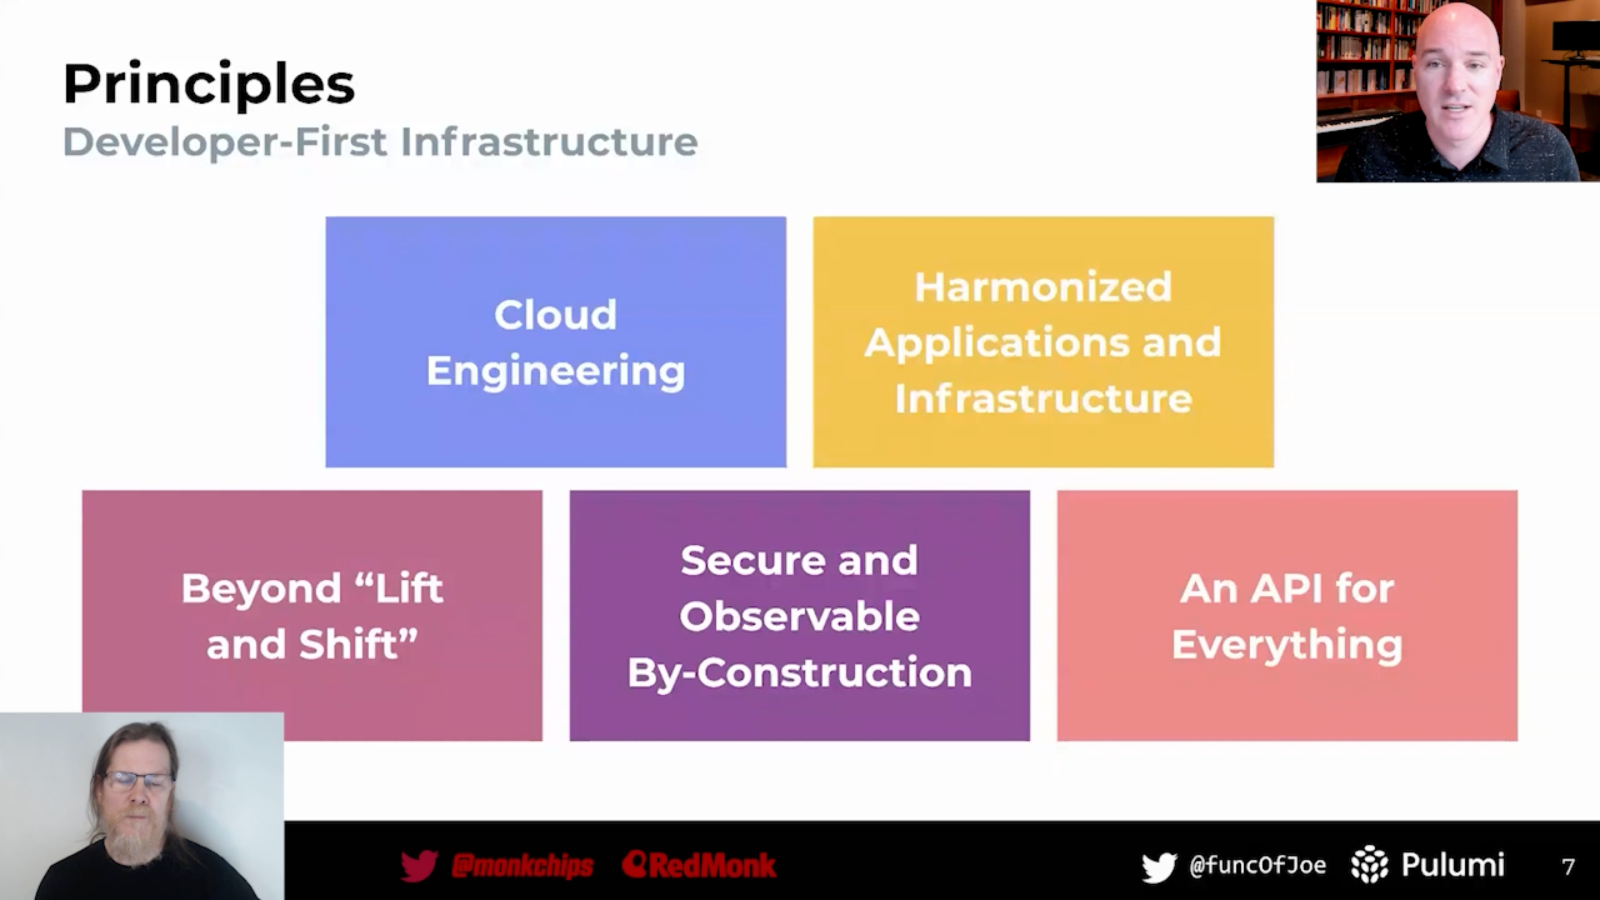 Principles
Developer-First Infrastructure
Cloud
Engineering
Harmonized
Applications and
Infrastructure
Beyond “Lift
and Shift”
Secure and
Observable
By-Construction
An API for
Everything
@monkchips RedMonk @funcOfJoe Pulumi 7